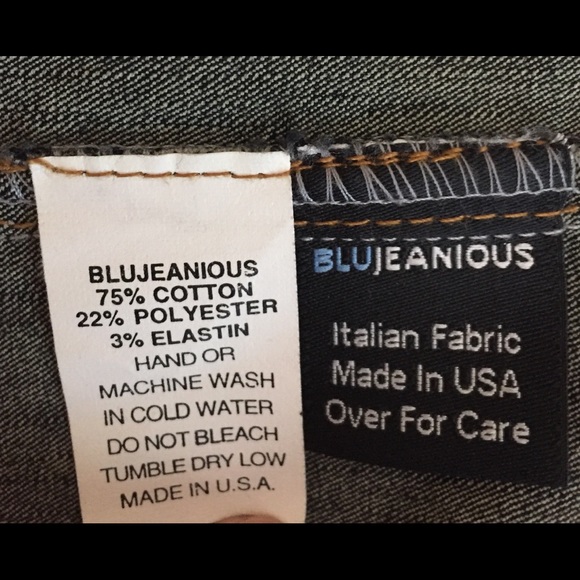 BLUJEANIOUS
75% COTTON
22% POLYESTER
3% ELASTIN
HAND OR
MACHINE WASH
IN COLD WATER
DO NOT BLEACH
TUMBLE DRY LOW
MADE IN U.S.A.
BLUJEANIOUS
Italian Fabric
Made In USA
Over For Care